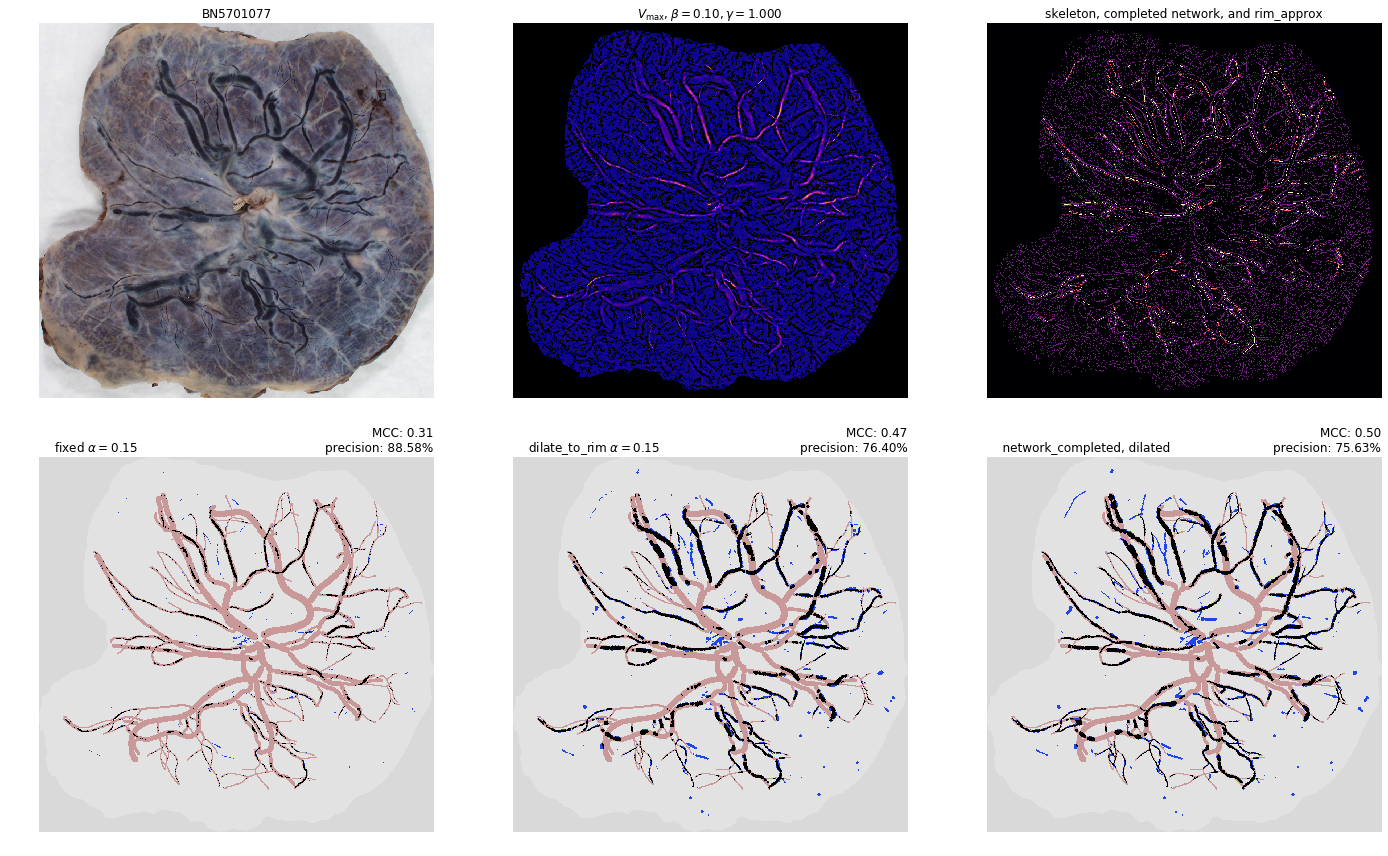 BN5701077
V_max, β = 0.10, γ = 1.000
skeleton, completed network, and rim_approx
MCC: 0.31
fixed α = 0.15 precision: 88.58%
MCC: 0.47
dilate_to_rim α = 0.15 precision: 76.40%
MCC: 0.50
network_completed, dilated precision: 75.63%